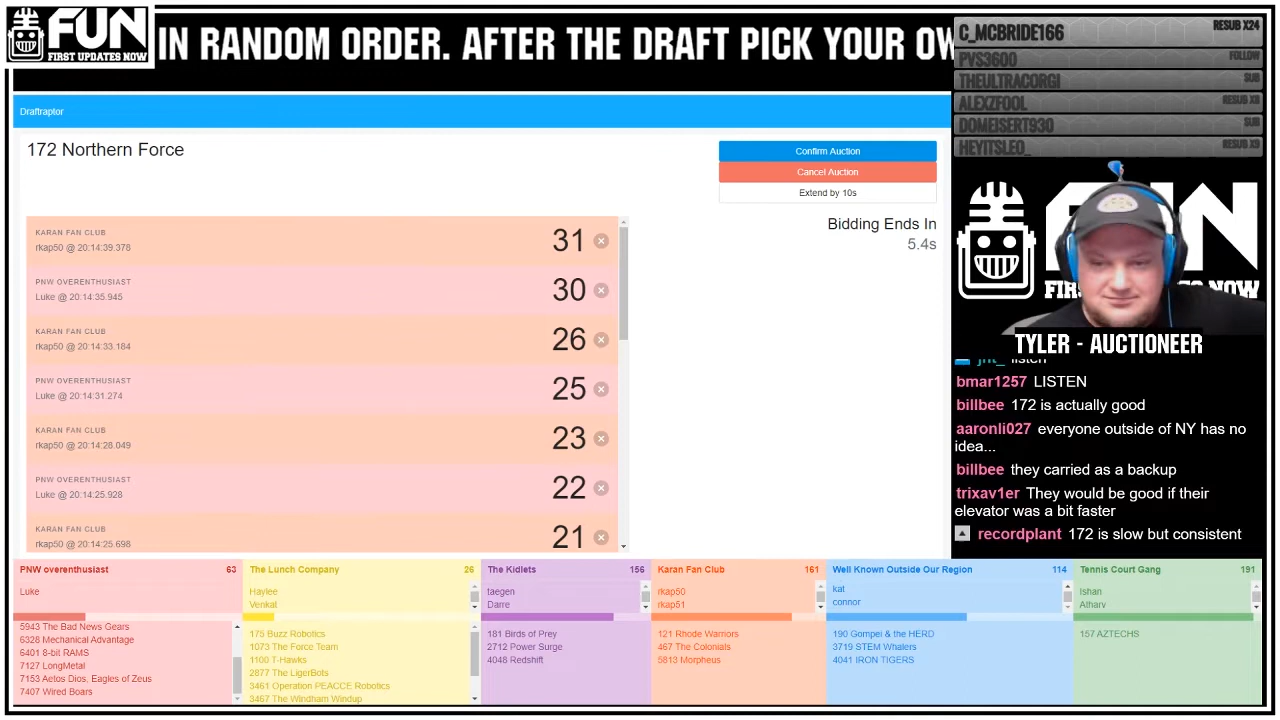 FUN
FIRST UPDATES NOW
IN RANDOM ORDER. AFTER THE DRAFT PICK YOUR OW
C_MCBRIDE166 RESUB X24
PVS3600 FOLLOW
THEULTRACORGI SUB
ALEXZFOOL RESUB X8
DOMEISERT930 SUB
HEYITSLEO_ RESUB X9
Draftraptor
172 Northern Force
Confirm Auction
Cancel Auction
Extend by 10s
Bidding Ends In
5.4s
KARAN FAN CLUB
rkap50 @ 20:14:39.378
31
PNW OVERENTHUSIAST
Luke @ 20:14:35.945
30
KARAN FAN CLUB
rkap50 @ 20:14:33.184
26
PNW OVERENTHUSIAST
Luke @ 20:14:31.274
25
KARAN FAN CLUB
rkap50 @ 20:14:28.049
23
PNW OVERENTHUSIAST
Luke @ 20:14:25.928
22
KARAN FAN CLUB
rkap50 @ 20:14:25.698
21
TYLER - AUCTIONEER
jnt_ listen
bmar1257 LISTEN
billbee 172 is actually good
aaronli027 everyone outside of NY has no
idea...
billbee they carried as a backup
trixav1er They would be good if their
elevator was a bit faster
recordplant 172 is slow but consistent
PNW overenthusiast 63
Luke
5943 The Bad News Gears
6328 Mechanical Advantage
6401 8-bit RAMS
7127 LongMetal
7153 Aetos Dios, Eagles of Zeus
7407 Wired Boars
The Lunch Company 26
Haylee
Venkat
175 Buzz Robotics
1073 The Force Team
1100 T-Hawks
2877 The LigerBots
3461 Operation PEACCE Robotics
3467 The Windham Windup
The Kidlets 156
taegen
Darre
181 Birds of Prey
2712 Power Surge
4048 Redshift
Karan Fan Club 161
rkap50
rkap51
121 Rhode Warriors
467 The Colonials
5813 Morpheus
Well Known Outside Our Region 114
kat
connor
190 Gompei & the HERD
3719 STEM Whalers
4041 IRON TIGERS
Tennis Court Gang 191
Ishan
Atharv
157 AZTECHS